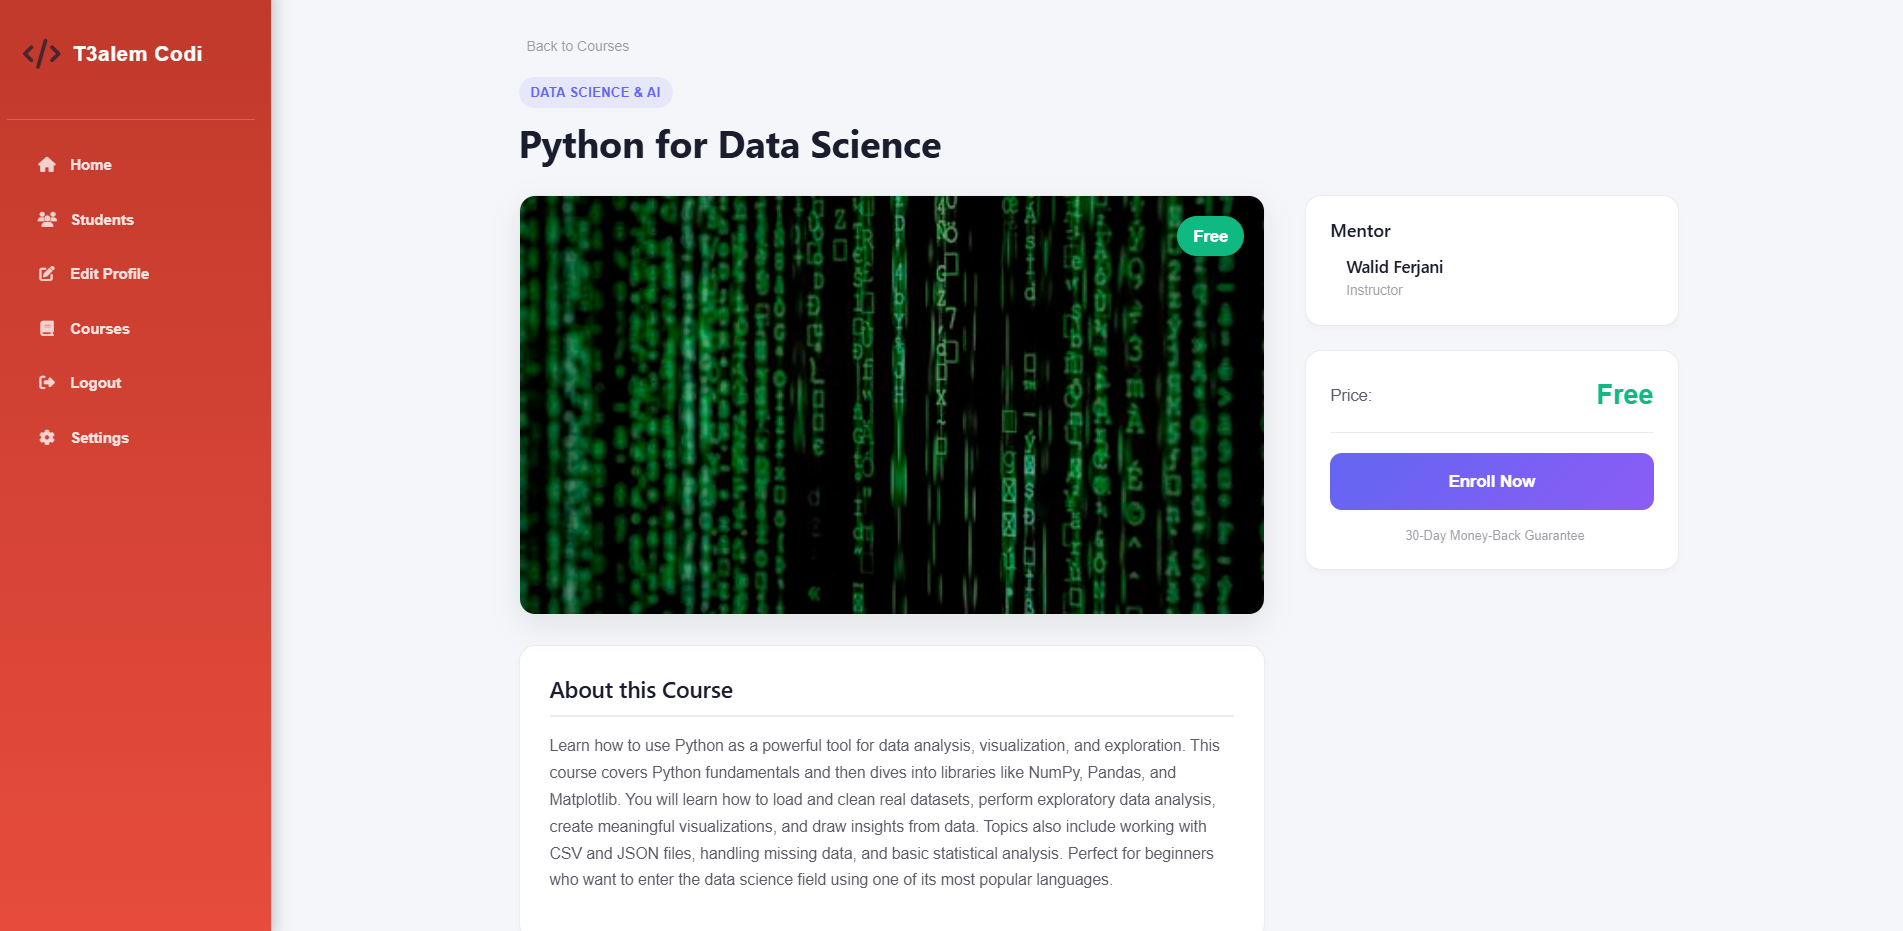 T3alem Codi
Home
Students
Edit Profile
Courses
Logout
Settings
Back to Courses
DATA SCIENCE & AI
Python for Data Science
Free
Mentor
Walid Ferjani
Instructor
Price:
Free
Enroll Now
30-Day Money-Back Guarantee
About this Course
Learn how to use Python as a powerful tool for data analysis, visualization, and exploration. This
course covers Python fundamentals and then dives into libraries like NumPy, Pandas, and
Matplotlib. You will learn how to load and clean real datasets, perform exploratory data analysis,
create meaningful visualizations, and draw insights from data. Topics also include working with
CSV and JSON files, handling missing data, and basic statistical analysis. Perfect for beginners
who want to enter the data science field using one of its most popular languages.